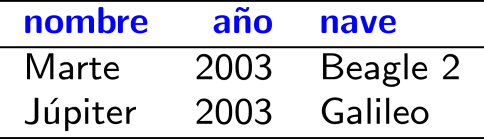 nombre año nave
Marte 2003 Beagle 2
Júpiter 2003 Galileo